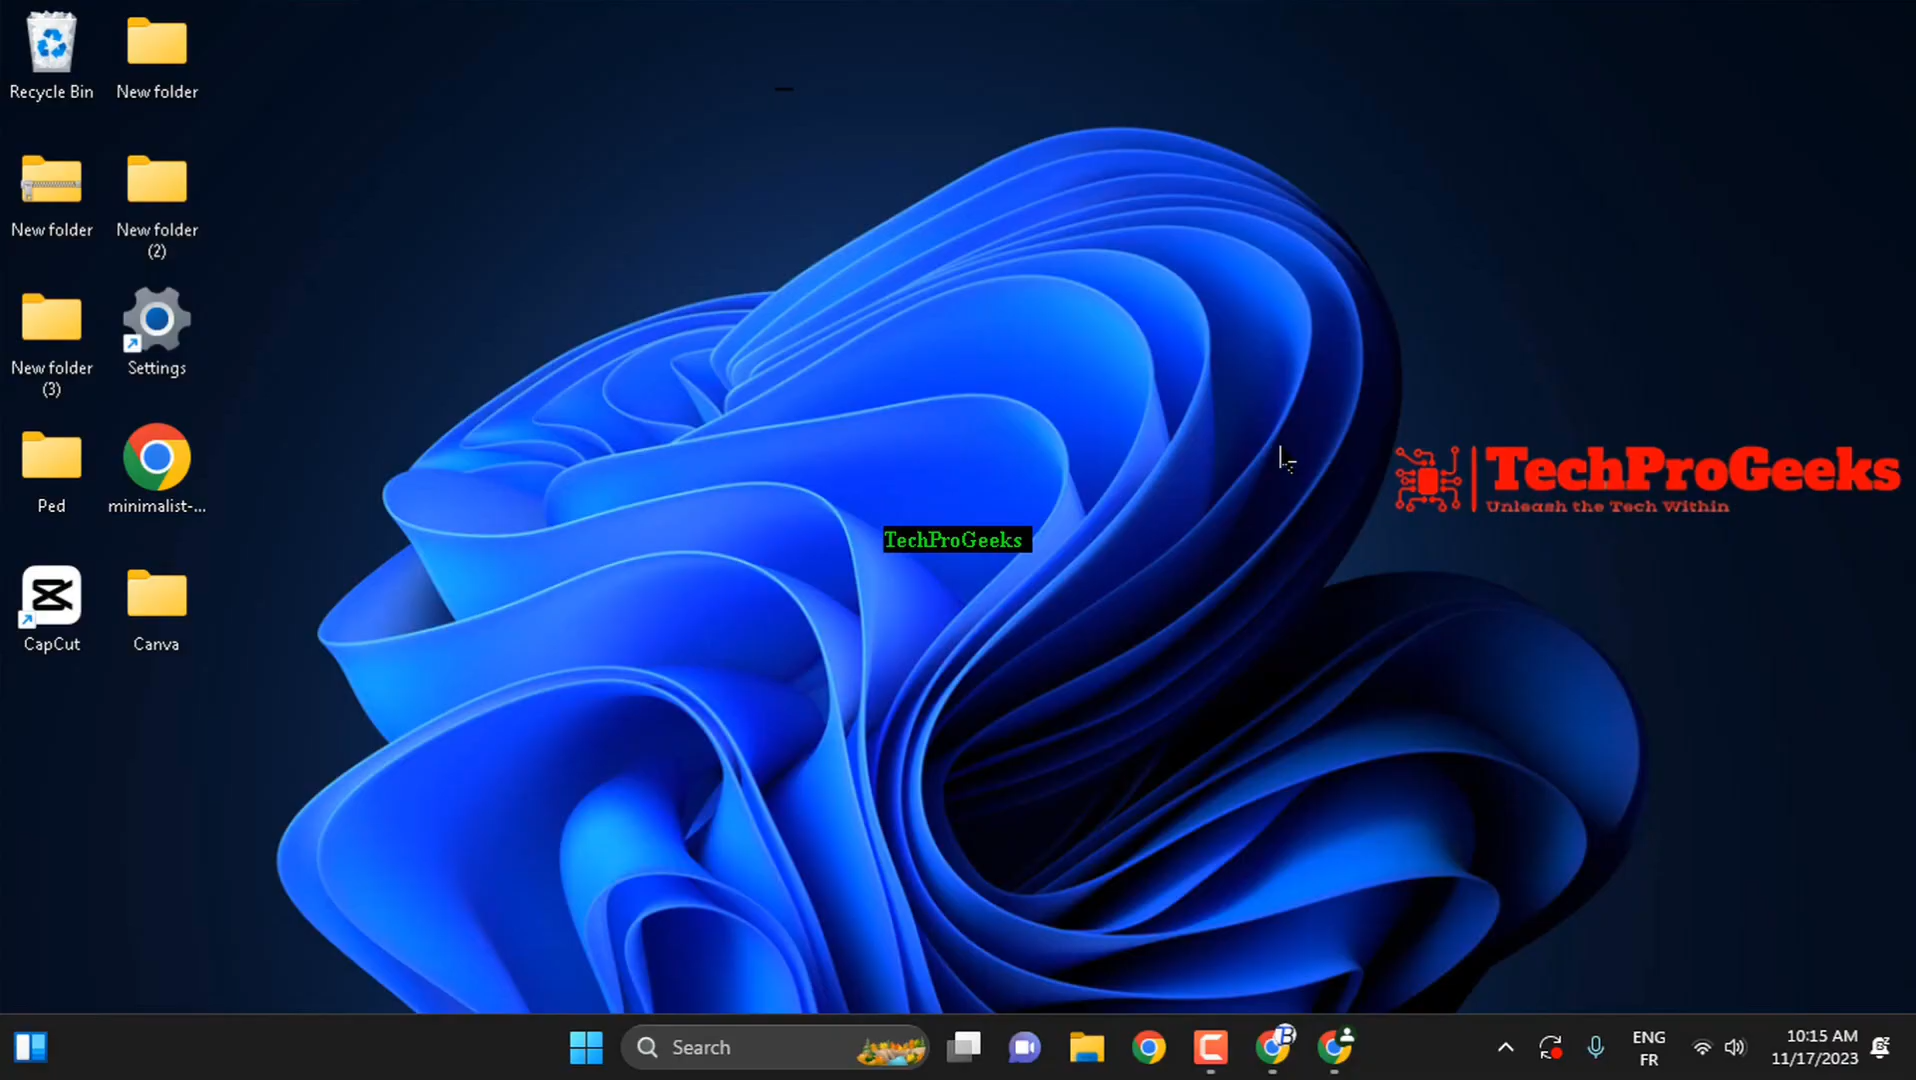 Recycle Bin
New folder
New folder
New folder
(2)
New folder
(3)
Settings
Ped
minimalist-...
CapCut
Canva
TechProGeeks
TechProGeeks
Unleash the Tech Within
Search
ENG
FR
10:15 AM
11/17/2023